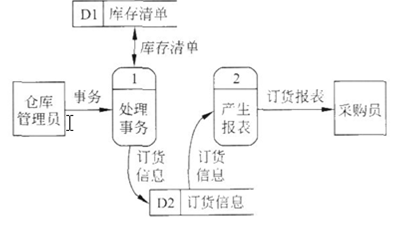 D1 库存清单
库存清单
仓库
管理员
事务
1
处理
事务
2
产生
报表
订货报表
采购员
订货
信息
订货
信息
D2 订货信息